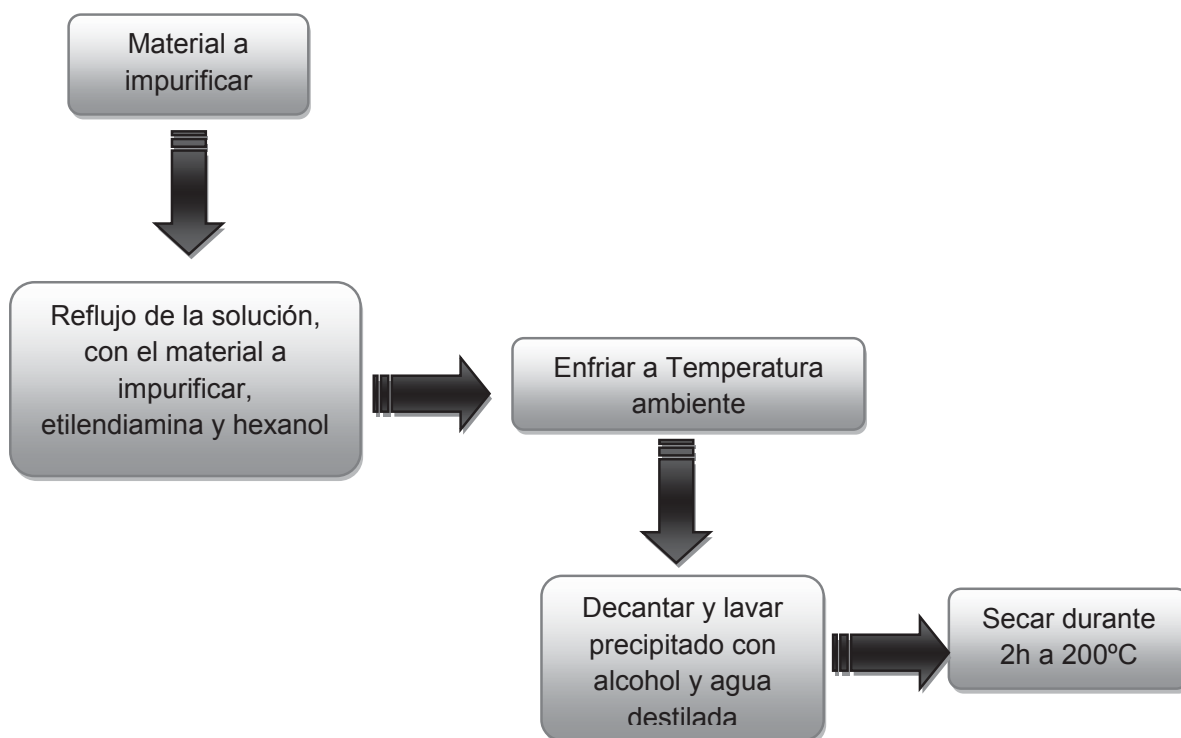 Material a
impurificar
Reflujo de la solución,
con el material a
impurificar,
etilendiamina y hexanol
Enfriar a Temperatura
ambiente
Decantar y lavar
precipitado con
alcohol y agua
destilada
Secar durante
2h a 200ºC